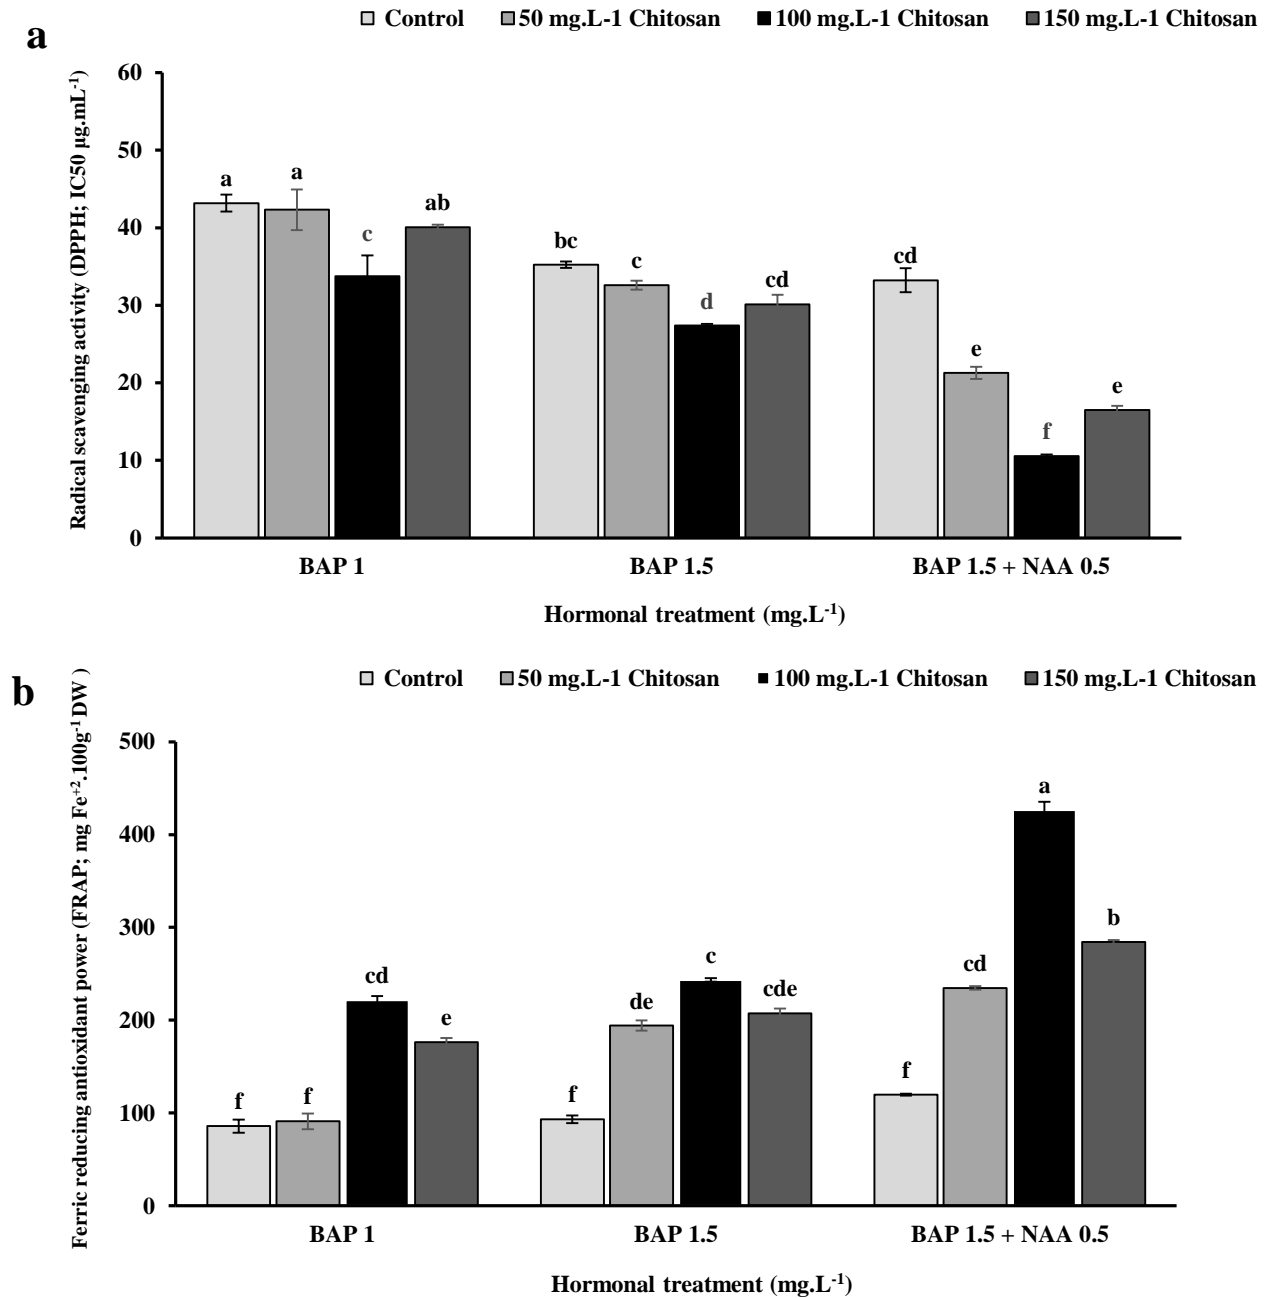 Control 50 mg.L-1 Chitosan 100 mg.L-1 Chitosan 150 mg.L-1 Chitosan
a
Radical scavenging activity (DPPH; IC50 µg.mL⁻¹)
60
50
40
30
20
10
0
a a c ab
bc c d cd
cd e f e
BAP 1 BAP 1.5 BAP 1.5 + NAA 0.5
Hormonal treatment (mg.L⁻¹)
Control 50 mg.L-1 Chitosan 100 mg.L-1 Chitosan 150 mg.L-1 Chitosan
b
Ferric reducing antioxidant power (FRAP; mg Fe⁺².100g⁻¹ DW )
500
400
300
200
100
0
f f cd e
f de c cde
f cd a b
BAP 1 BAP 1.5 BAP 1.5 + NAA 0.5
Hormonal treatment (mg.L⁻¹)